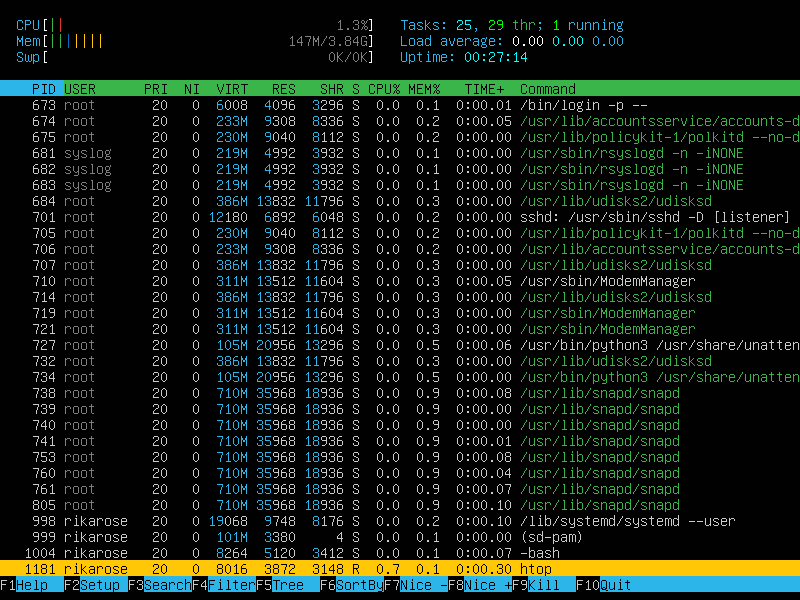 CPU[|| 1.3%] Tasks: 25, 29 thr; 1 running
Mem[||||||| 147M/3.84G] Load average: 0.00 0.00 0.00
Swp[ 0K/0K] Uptime: 00:27:14
PID USER PRI NI VIRT RES SHR S CPU% MEM% TIME+ Command
673 root 20 0 6008 4096 3296 S 0.0 0.1 0:00.01 /bin/login -p --
674 root 20 0 233M 9308 8336 S 0.0 0.2 0:00.05 /usr/lib/accountsservice/accounts-d
675 root 20 0 230M 9040 8112 S 0.0 0.2 0:00.00 /usr/lib/policykit-1/polkitd --no-d
681 syslog 20 0 219M 4992 3932 S 0.0 0.1 0:00.00 /usr/sbin/rsyslogd -n -iNONE
682 syslog 20 0 219M 4992 3932 S 0.0 0.1 0:00.00 /usr/sbin/rsyslogd -n -iNONE
683 syslog 20 0 219M 4992 3932 S 0.0 0.1 0:00.00 /usr/sbin/rsyslogd -n -iNONE
684 root 20 0 386M 13832 11796 S 0.0 0.3 0:00.00 /usr/lib/udisks2/udisksd
701 root 20 0 12180 6892 6048 S 0.0 0.2 0:00.00 sshd: /usr/sbin/sshd -D [listener]
705 root 20 0 230M 9040 8112 S 0.0 0.2 0:00.00 /usr/lib/policykit-1/polkitd --no-d
706 root 20 0 233M 9308 8336 S 0.0 0.2 0:00.00 /usr/lib/accountsservice/accounts-d
707 root 20 0 386M 13832 11796 S 0.0 0.3 0:00.00 /usr/lib/udisks2/udisksd
710 root 20 0 311M 13512 11604 S 0.0 0.3 0:00.05 /usr/sbin/ModemManager
714 root 20 0 386M 13832 11796 S 0.0 0.3 0:00.00 /usr/lib/udisks2/udisksd
719 root 20 0 311M 13512 11604 S 0.0 0.3 0:00.00 /usr/sbin/ModemManager
721 root 20 0 311M 13512 11604 S 0.0 0.3 0:00.00 /usr/sbin/ModemManager
727 root 20 0 105M 20956 13296 S 0.0 0.5 0:00.06 /usr/bin/python3 /usr/share/unatten
732 root 20 0 386M 13832 11796 S 0.0 0.3 0:00.00 /usr/lib/udisks2/udisksd
734 root 20 0 105M 20956 13296 S 0.0 0.5 0:00.00 /usr/bin/python3 /usr/share/unatten
738 root 20 0 710M 35968 18936 S 0.0 0.9 0:00.08 /usr/lib/snapd/snapd
739 root 20 0 710M 35968 18936 S 0.0 0.9 0:00.00 /usr/lib/snapd/snapd
740 root 20 0 710M 35968 18936 S 0.0 0.9 0:00.00 /usr/lib/snapd/snapd
741 root 20 0 710M 35968 18936 S 0.0 0.9 0:00.01 /usr/lib/snapd/snapd
753 root 20 0 710M 35968 18936 S 0.0 0.9 0:00.08 /usr/lib/snapd/snapd
760 root 20 0 710M 35968 18936 S 0.0 0.9 0:00.04 /usr/lib/snapd/snapd
761 root 20 0 710M 35968 18936 S 0.0 0.9 0:00.07 /usr/lib/snapd/snapd
805 root 20 0 710M 35968 18936 S 0.0 0.9 0:00.10 /usr/lib/snapd/snapd
998 rikarose 20 0 19068 9748 8176 S 0.0 0.2 0:00.10 /lib/systemd/systemd --user
999 rikarose 20 0 101M 3380 4 S 0.0 0.1 0:00.00 (sd-pam)
1004 rikarose 20 0 8264 5120 3412 S 0.0 0.1 0:00.07 -bash
1181 rikarose 20 0 8016 3872 3148 R 0.7 0.1 0:00.30 htop
F1Help F2Setup F3SearchF4FilterF5Tree F6SortByF7Nice -F8Nice +F9Kill F10Quit